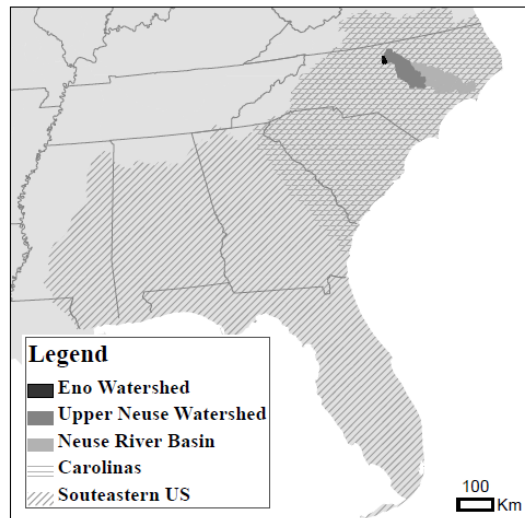 Legend
Eno Watershed
Upper Neuse Watershed
Neuse River Basin
Carolinas
Souteastern US
100
Km